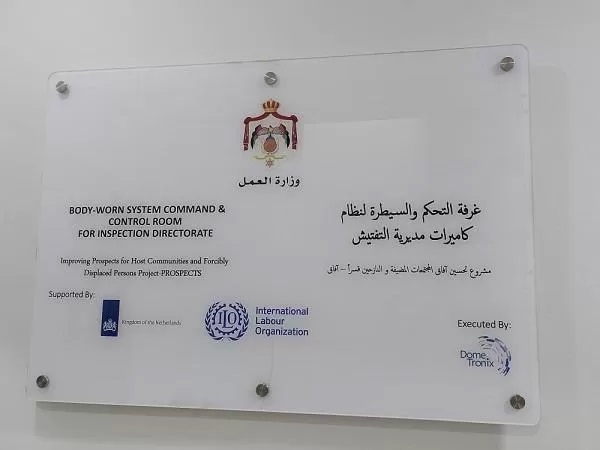 وزارة العمل
BODY-WORN SYSTEM COMMAND &
CONTROL ROOM
FOR INSPECTION DIRECTORATE
Improving Prospects for Host Communities and Forcibly
Displaced Persons Project-PROSPECTS
غرفة التحكم والسيطرة لنظام
كاميرات مديرية التفتيش
مشروع تحسين آفاق المجتمعات المضيفة و النازحين قسراً – آفاق
Supported By:
Kingdom of the Netherlands
ILO
International
Labour
Organization
Executed By:
Dome
Tronix